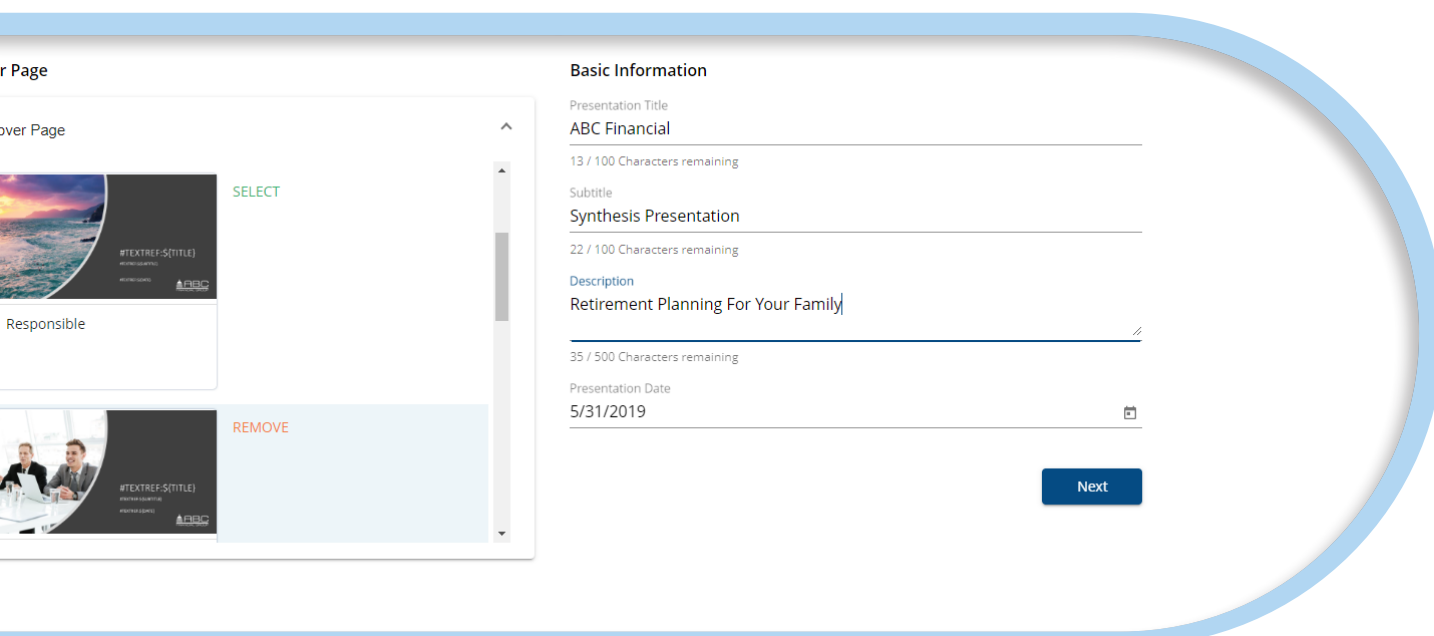 r Page
over Page
SELECT
#TEXTREF:${TITLE}
ABC
Responsible
REMOVE
#TEXTREF:${TITLE}
ABC
Basic Information
Presentation Title
ABC Financial
13 / 100 Characters remaining
Subtitle
Synthesis Presentation
22 / 100 Characters remaining
Description
Retirement Planning For Your Family
35 / 500 Characters remaining
Presentation Date
5/31/2019
Next